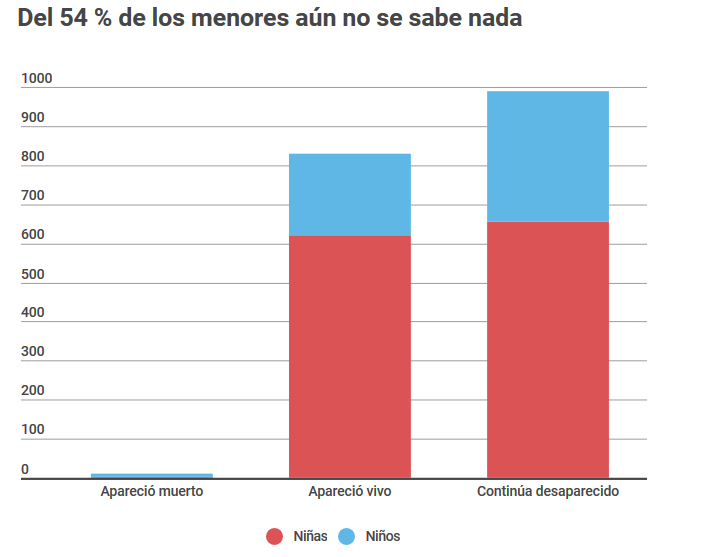 Del 54 % de los menores aún no se sabe nada
1000
900
800
700
600
500
400
300
200
100
0
Apareció muerto
Apareció vivo
Continúa desaparecido
Niñas
Niños